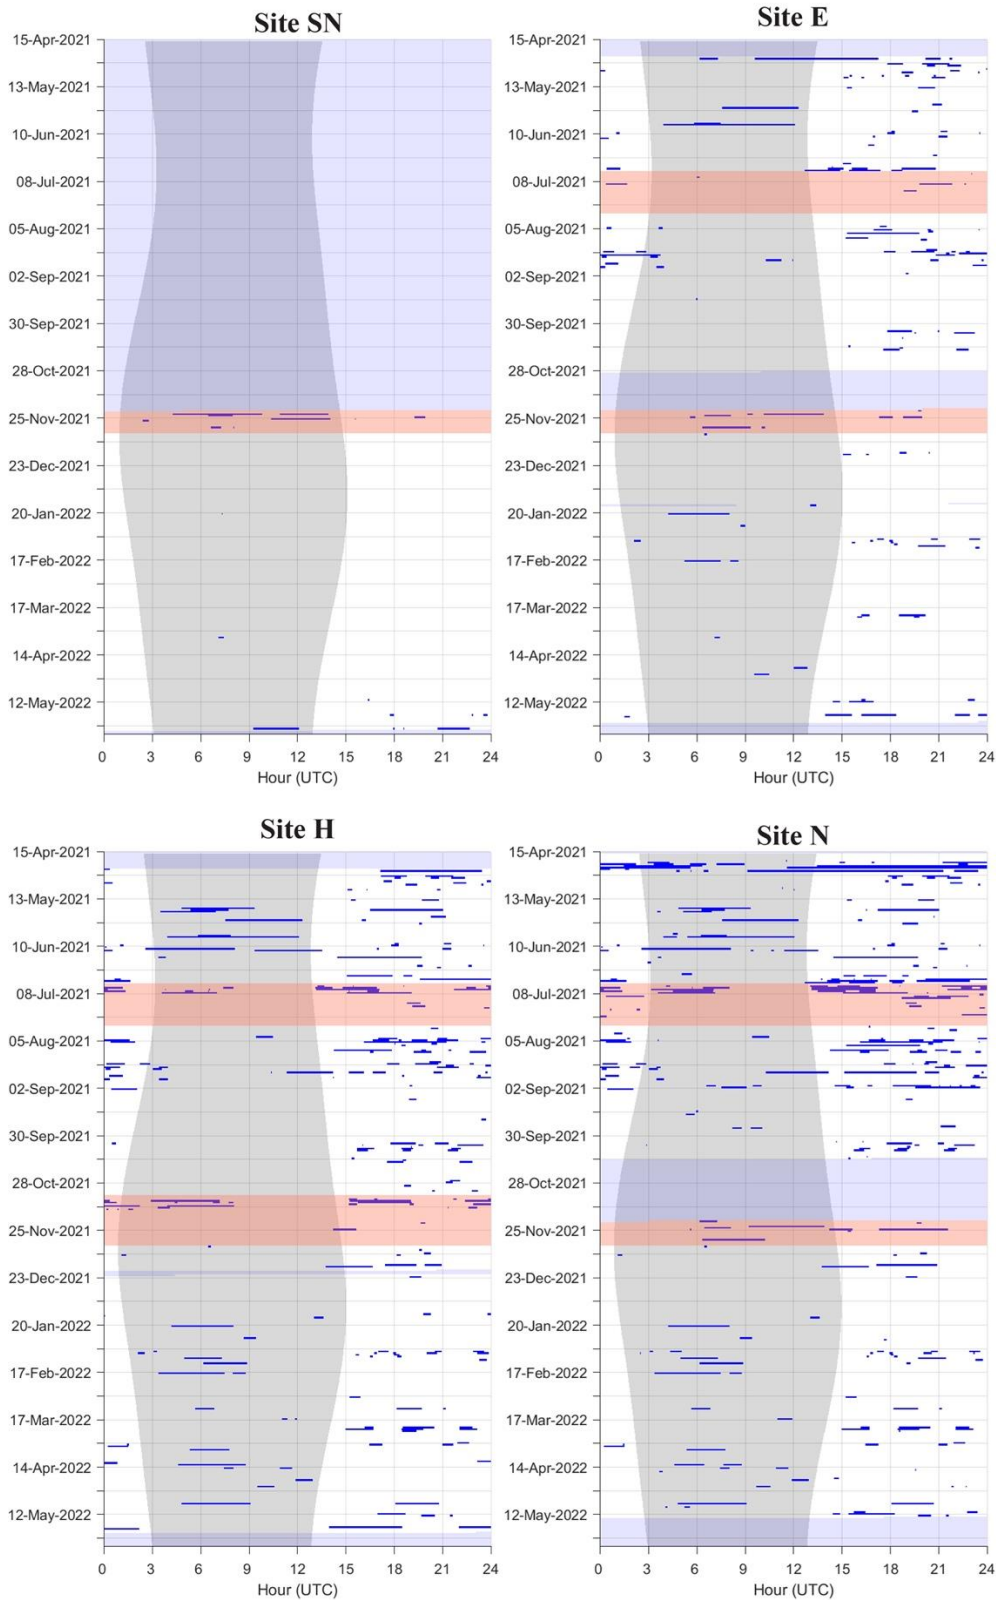 Site SN
15-Apr-2021
13-May-2021
10-Jun-2021
08-Jul-2021
05-Aug-2021
02-Sep-2021
30-Sep-2021
28-Oct-2021
25-Nov-2021
23-Dec-2021
20-Jan-2022
17-Feb-2022
17-Mar-2022
14-Apr-2022
12-May-2022
0 3 6 9 12 15 18 21 24
Hour (UTC)
Site E
15-Apr-2021
13-May-2021
10-Jun-2021
08-Jul-2021
05-Aug-2021
02-Sep-2021
30-Sep-2021
28-Oct-2021
25-Nov-2021
23-Dec-2021
20-Jan-2022
17-Feb-2022
17-Mar-2022
14-Apr-2022
12-May-2022
0 3 6 9 12 15 18 21 24
Hour (UTC)
Site H
15-Apr-2021
13-May-2021
10-Jun-2021
08-Jul-2021
05-Aug-2021
02-Sep-2021
30-Sep-2021
28-Oct-2021
25-Nov-2021
23-Dec-2021
20-Jan-2022
17-Feb-2022
17-Mar-2022
14-Apr-2022
12-May-2022
0 3 6 9 12 15 18 21 24
Hour (UTC)
Site N
15-Apr-2021
13-May-2021
10-Jun-2021
08-Jul-2021
05-Aug-2021
02-Sep-2021
30-Sep-2021
28-Oct-2021
25-Nov-2021
23-Dec-2021
20-Jan-2022
17-Feb-2022
17-Mar-2022
14-Apr-2022
12-May-2022
0 3 6 9 12 15 18 21 24
Hour (UTC)